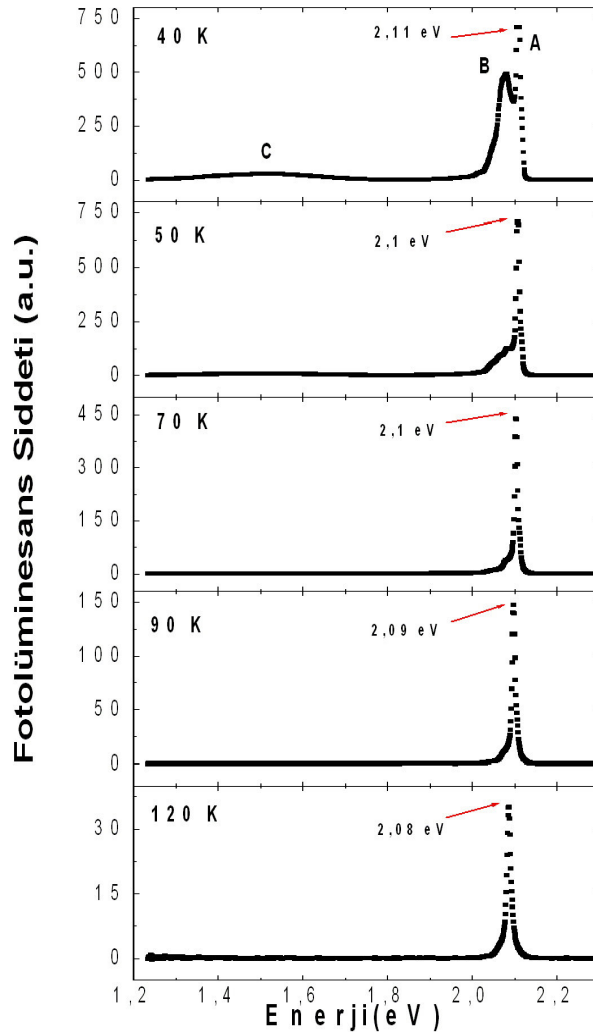 Fotolüminesans Siddeti (a.u.)
750
500
250
0
40 K
2,11 eV
A
B
C
750
500
250
0
50 K
2,1 eV
450
300
150
0
70 K
2,1 eV
150
100
50
0
90 K
2,09 eV
30
15
0
120 K
2,08 eV
1,2 1,4 1,6 1,8 2,0 2,2
Enerji(eV)